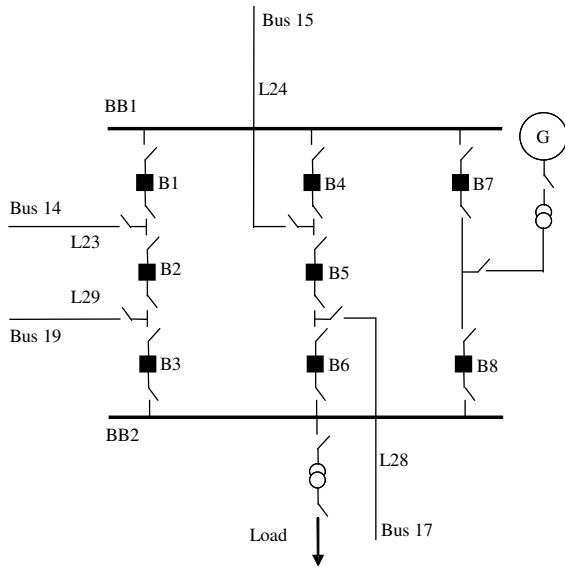 Bus 15
L24
BB1
G
B1
B4
B7
Bus 14
L23
B2
B5
L29
Bus 19
B3
B6
B8
BB2
L28
Load
Bus 17